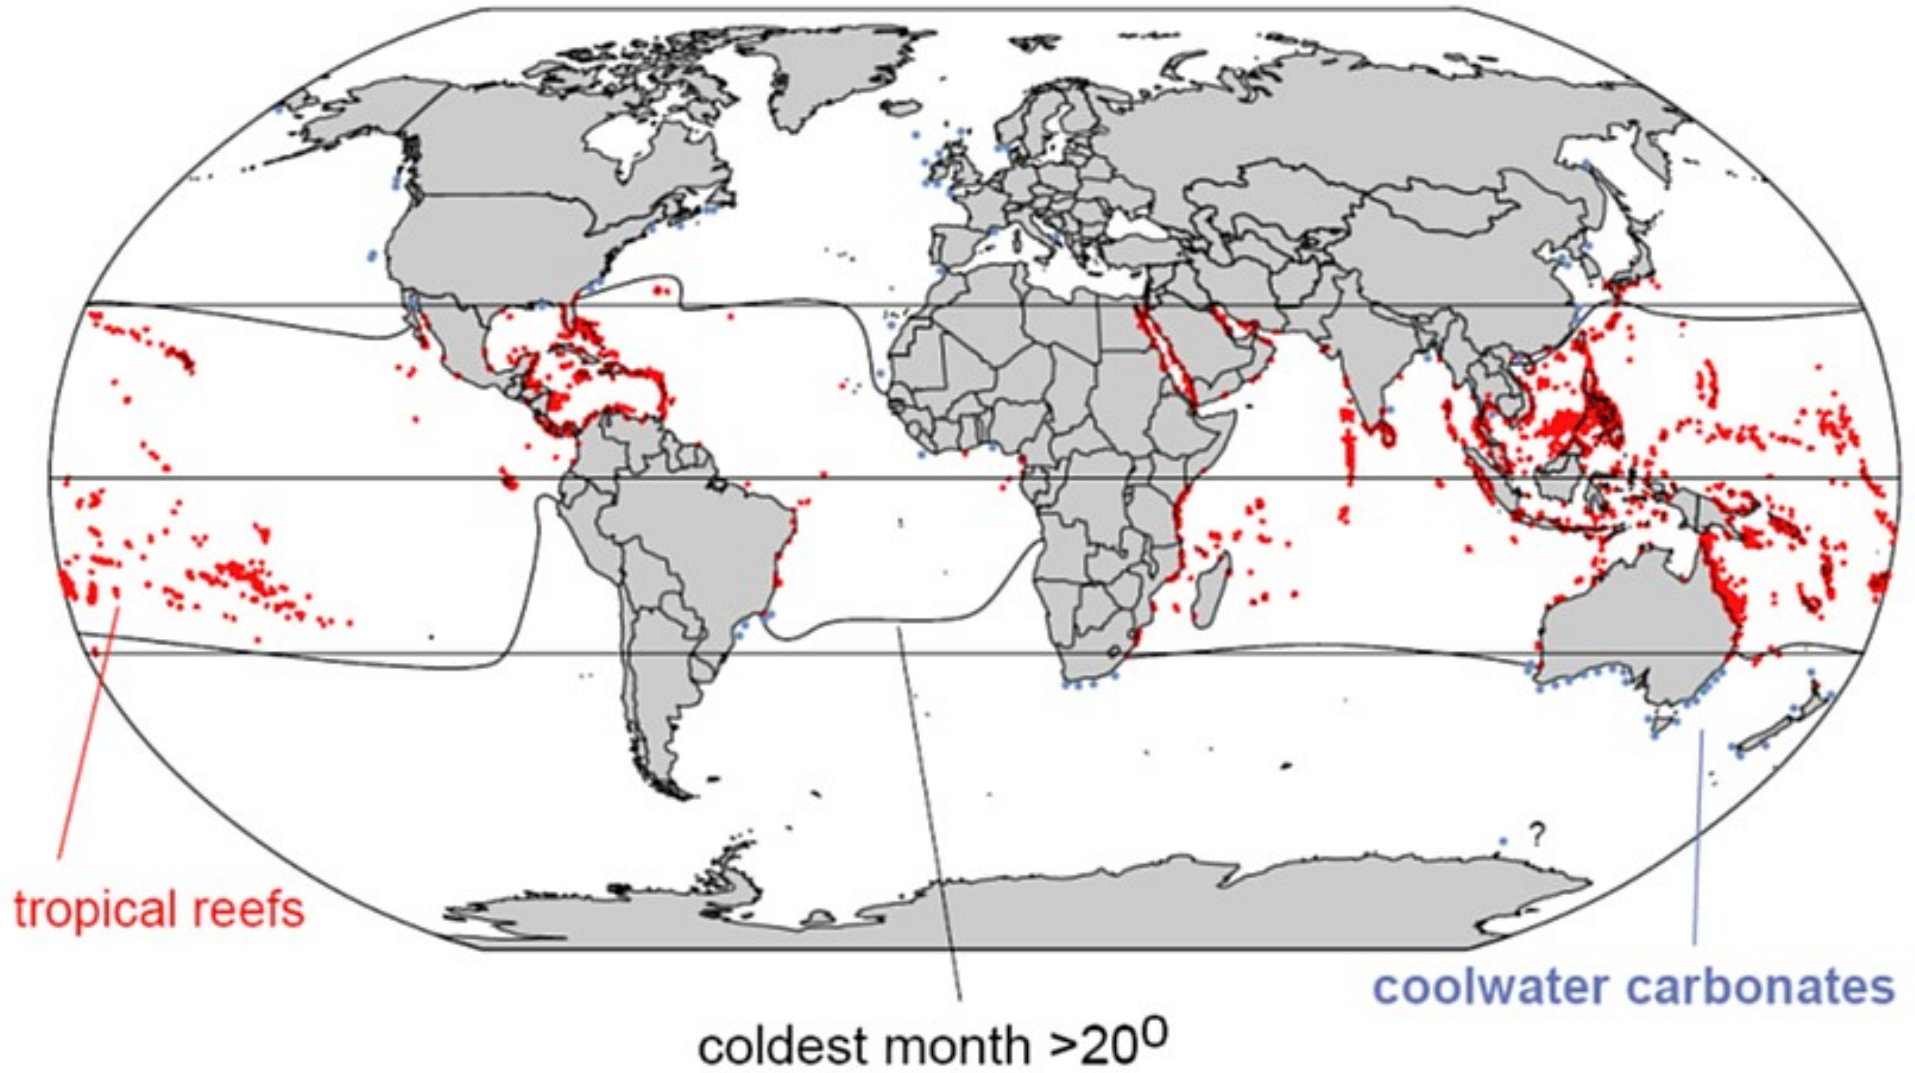 ?
tropical reefs
coolwater carbonates
coldest month >20⁰